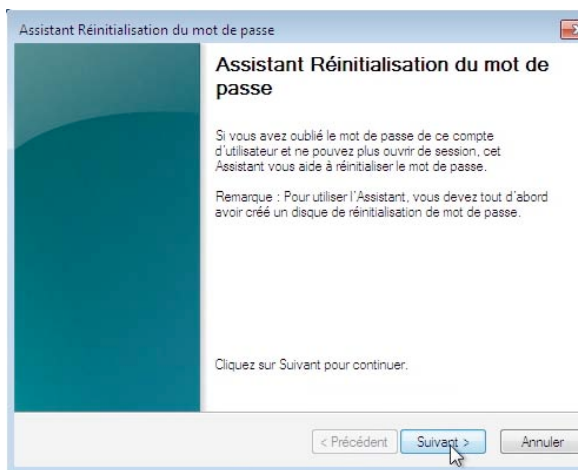 Assistant Réinitialisation du mot de passe
Assistant Réinitialisation du mot de
passe
Si vous avez oublié le mot de passe de ce compte
d'utilisateur et ne pouvez plus ouvrir de session, cet
Assistant vous aide à réinitialiser le mot de passe.
Remarque : Pour utiliser l'Assistant, vous devez tout d'abord
avoir créé un disque de réinitialisation de mot de passe.
Cliquez sur Suivant pour continuer.
< Précédent Suivant > Annuler